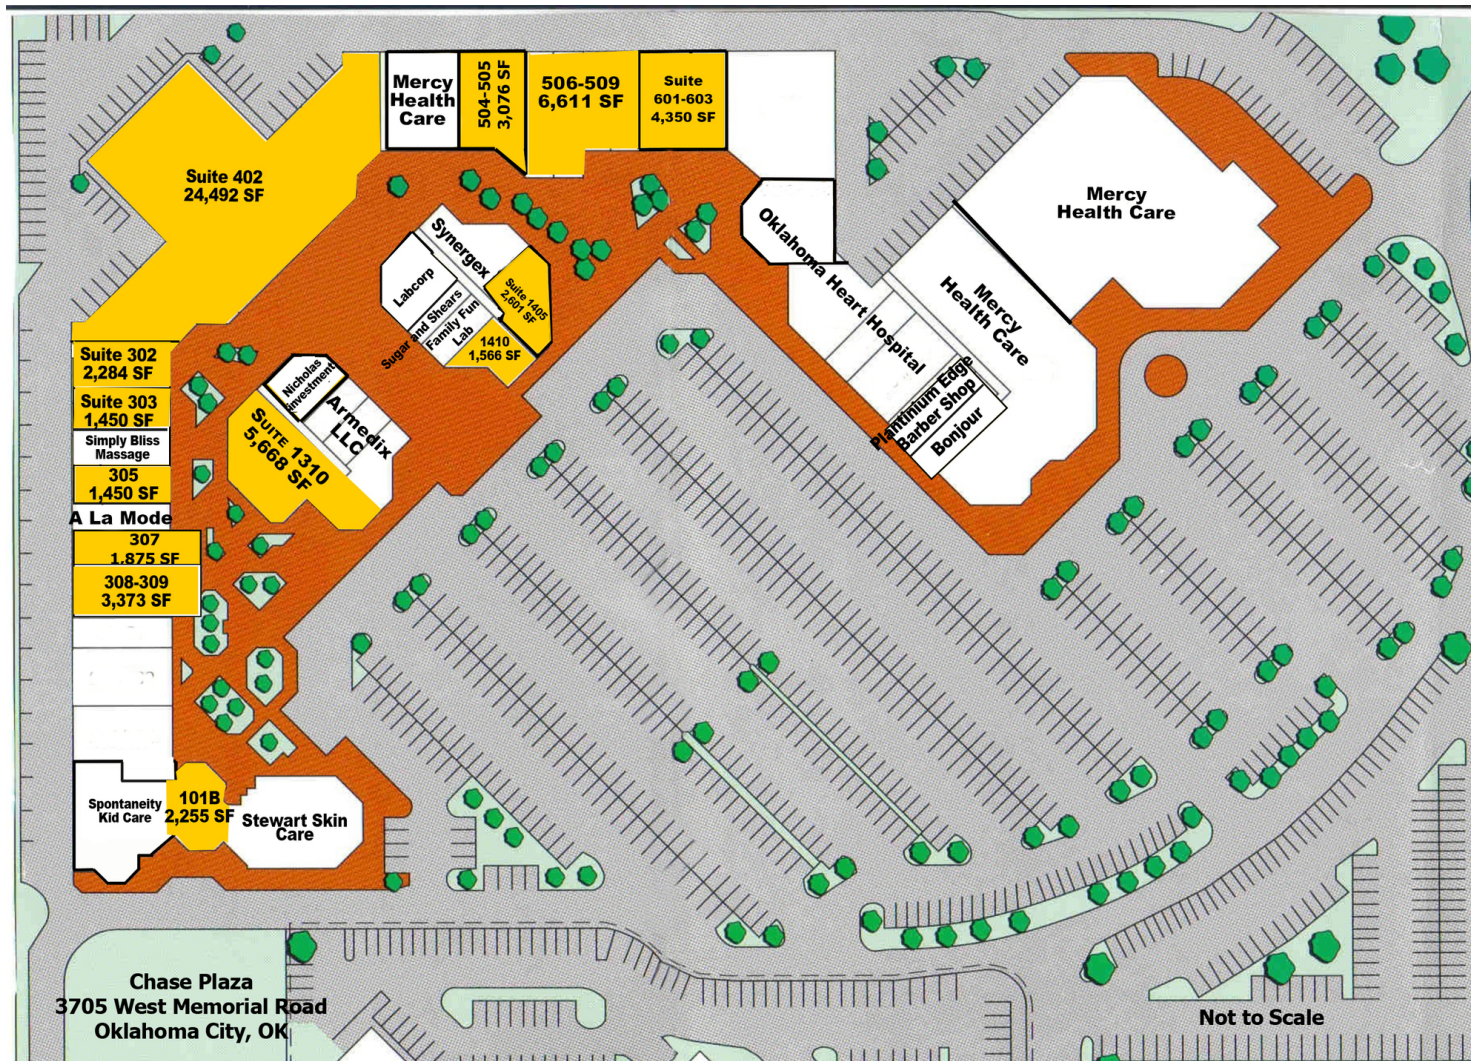 Mercy
Health
Care
504-505
3,076 SF
506-509
6,611 SF
Suite
601-603
4,350 SF
Suite 402
24,492 SF
Mercy
Health Care
Oklahoma Heart Hospital
Mercy
Health Care
Synergex
Labcorp
Suite 1405
2,601 SF
Sugar and Shears
Family Fun
Lab
1410
1,566 SF
Plantinium Edge
Barber Shop
Bonjour
Nicholas
investment
Armedix
LLC
SUITE 1310
5,668 SF
Suite 302
2,284 SF
Suite 303
1,450 SF
Simply Bliss
Massage
305
1,450 SF
A La Mode
307
1.875 SF
308-309
3,373 SF
Spontaneity
Kid Care
101B
2,255 SF
Stewart Skin
Care
Chase Plaza
3705 West Memorial Road
Oklahoma City, OK
Not to Scale